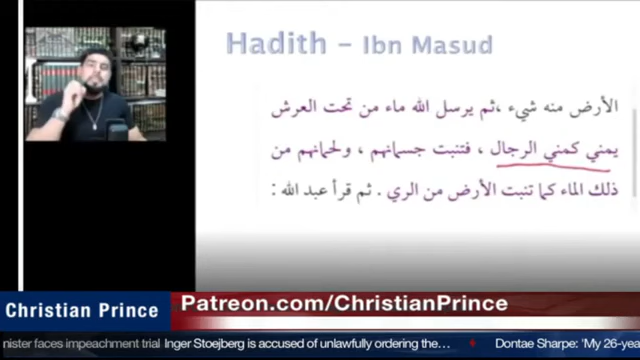 Hadith – Ibn Masud
الأرض منه شيء ، ثم يرسل الله ماء من تحت العرش
يمني كمني الرجال ، فتنبت جسمانهم ، ولحمانهم من
ذلك الماء كما تنبت الأرض من الري . ثم قرأ عبد الله :
Patreon.com/ChristianPrince
Christian Prince
nister faces impeachment trial Inger Stoejberg is accused of unlawfully ordering the... Dontae Sharpe: 'My 26-yea